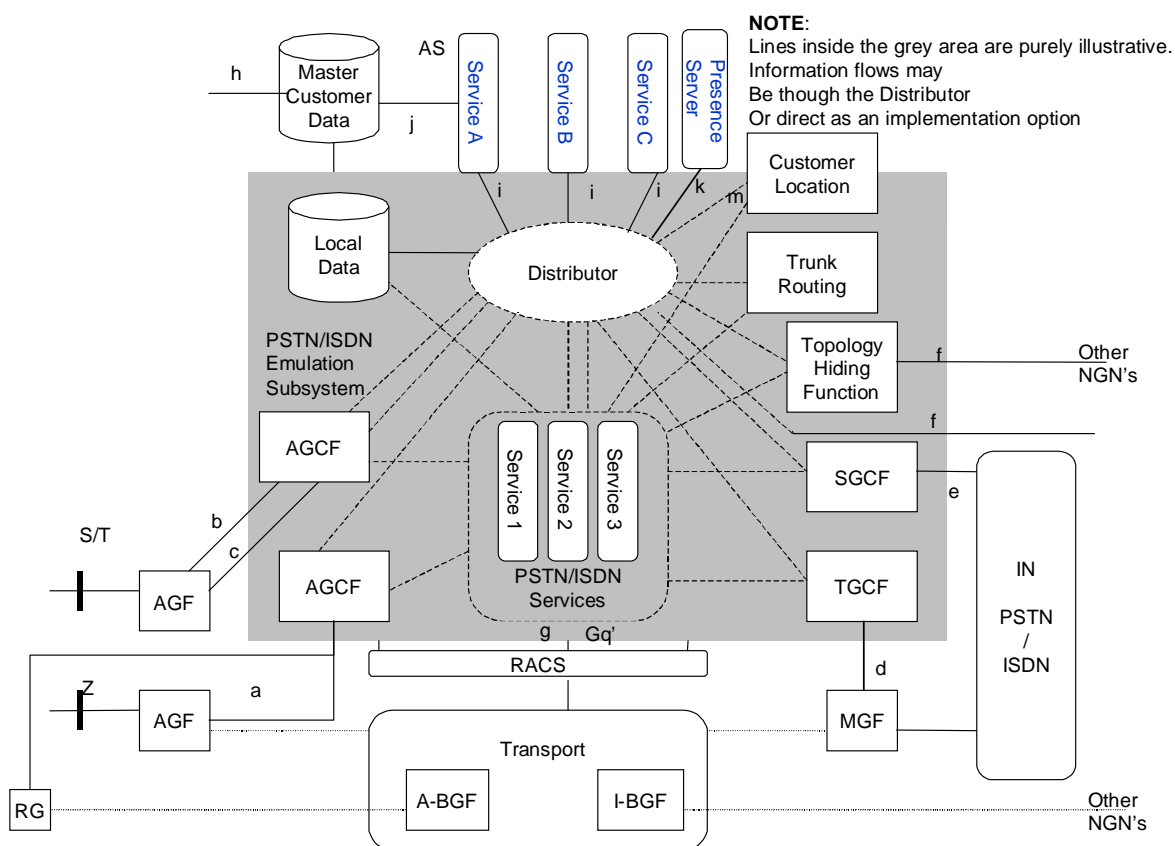 NOTE:
Lines inside the grey area are purely illustrative.
Information flows may
Be though the Distributor
Or direct as an implementation option
h
Master
Customer
Data
j
AS
Service A
Service B
Service C
Presence
Server
i
i
i
k
m
Customer
Location
Local
Data
Distributor
Trunk
Routing
PSTN/ISDN
Emulation
Subsystem
Topology
Hiding
Function
f
Other
NGN's
f
AGCF
Service 1
Service 2
Service 3
SGCF
e
b
c
S/T
AGF
AGCF
PSTN/ISDN
Services
TGCF
IN
PSTN
/
ISDN
g
Gq'
RACS
d
Z
a
AGF
MGF
Transport
A-BGF
I-BGF
RG
Other
NGN's